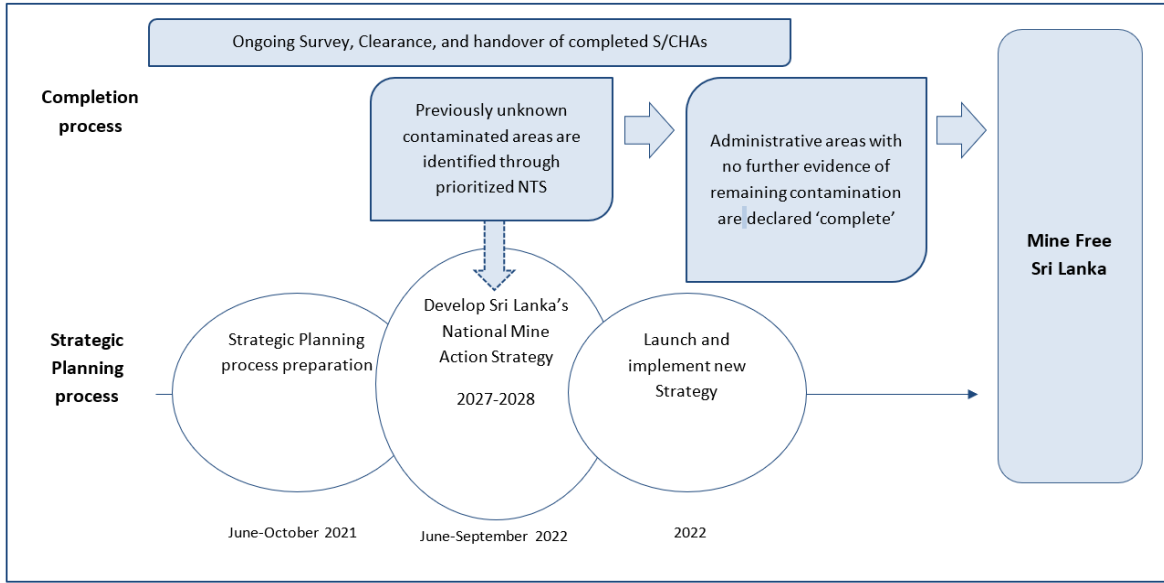 Ongoing Survey, Clearance, and handover of completed S/CHAs
Completion
process
Previously unknown
contaminated areas are
identified through
prioritized NTS
Administrative areas with
no further evidence of
remaining contamination
are declared ‘complete’
Mine Free
Sri Lanka
Strategic
Planning
process
Strategic Planning
process preparation
Develop Sri Lanka’s
National Mine
Action Strategy
2027-2028
Launch and
implement new
Strategy
June-October 2021
June-September 2022
2022